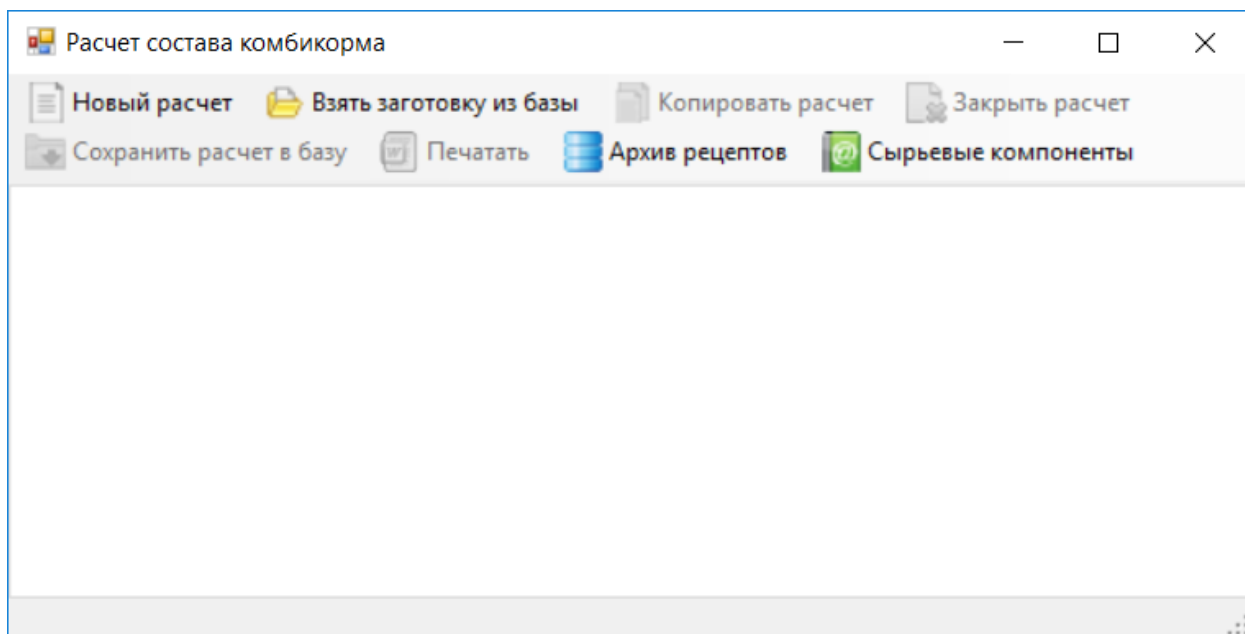 Расчет состава комбикорма
Новый расчет Взять заготовку из базы Копировать расчет Закрыть расчет
Сохранить расчет в базу Печатать Архив рецептов Сырьевые компоненты